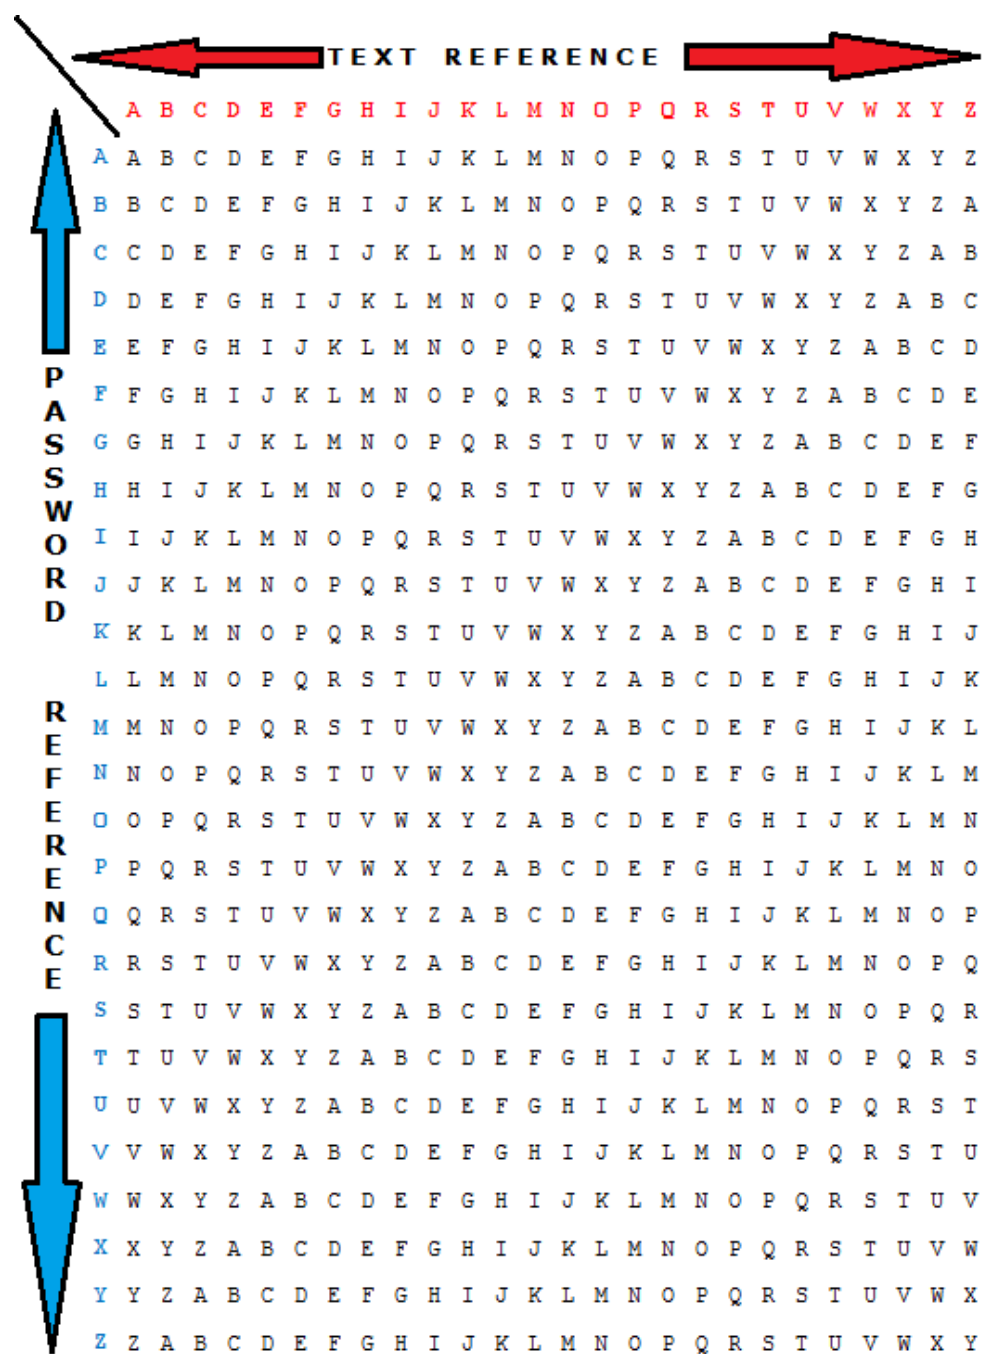 TEXT REFERENCE
A B C D E F G H I J K L M N O P Q R S T U V W X Y Z
A A B C D E F G H I J K L M N O P Q R S T U V W X Y Z
B B C D E F G H I J K L M N O P Q R S T U V W X Y Z A
C C D E F G H I J K L M N O P Q R S T U V W X Y Z A B
D D E F G H I J K L M N O P Q R S T U V W X Y Z A B C
E E F G H I J K L M N O P Q R S T U V W X Y Z A B C D
F F G H I J K L M N O P Q R S T U V W X Y Z A B C D E
G G H I J K L M N O P Q R S T U V W X Y Z A B C D E F
H H I J K L M N O P Q R S T U V W X Y Z A B C D E F G
I I J K L M N O P Q R S T U V W X Y Z A B C D E F G H
J J K L M N O P Q R S T U V W X Y Z A B C D E F G H I
K K L M N O P Q R S T U V W X Y Z A B C D E F G H I J
L L M N O P Q R S T U V W X Y Z A B C D E F G H I J K
M M N O P Q R S T U V W X Y Z A B C D E F G H I J K L
N N O P Q R S T U V W X Y Z A B C D E F G H I J K L M
O O P Q R S T U V W X Y Z A B C D E F G H I J K L M N
P P Q R S T U V W X Y Z A B C D E F G H I J K L M N O
Q Q R S T U V W X Y Z A B C D E F G H I J K L M N O P
R R S T U V W X Y Z A B C D E F G H I J K L M N O P Q
S S T U V W X Y Z A B C D E F G H I J K L M N O P Q R
T T U V W X Y Z A B C D E F G H I J K L M N O P Q R S
U U V W X Y Z A B C D E F G H I J K L M N O P Q R S T
V V W X Y Z A B C D E F G H I J K L M N O P Q R S T U
W W X Y Z A B C D E F G H I J K L M N O P Q R S T U V
X X Y Z A B C D E F G H I J K L M N O P Q R S T U V W
Y Y Z A B C D E F G H I J K L M N O P Q R S T U V W X
Z Z A B C D E F G H I J K L M N O P Q R S T U V W X Y
PASSWORD REFERENCE